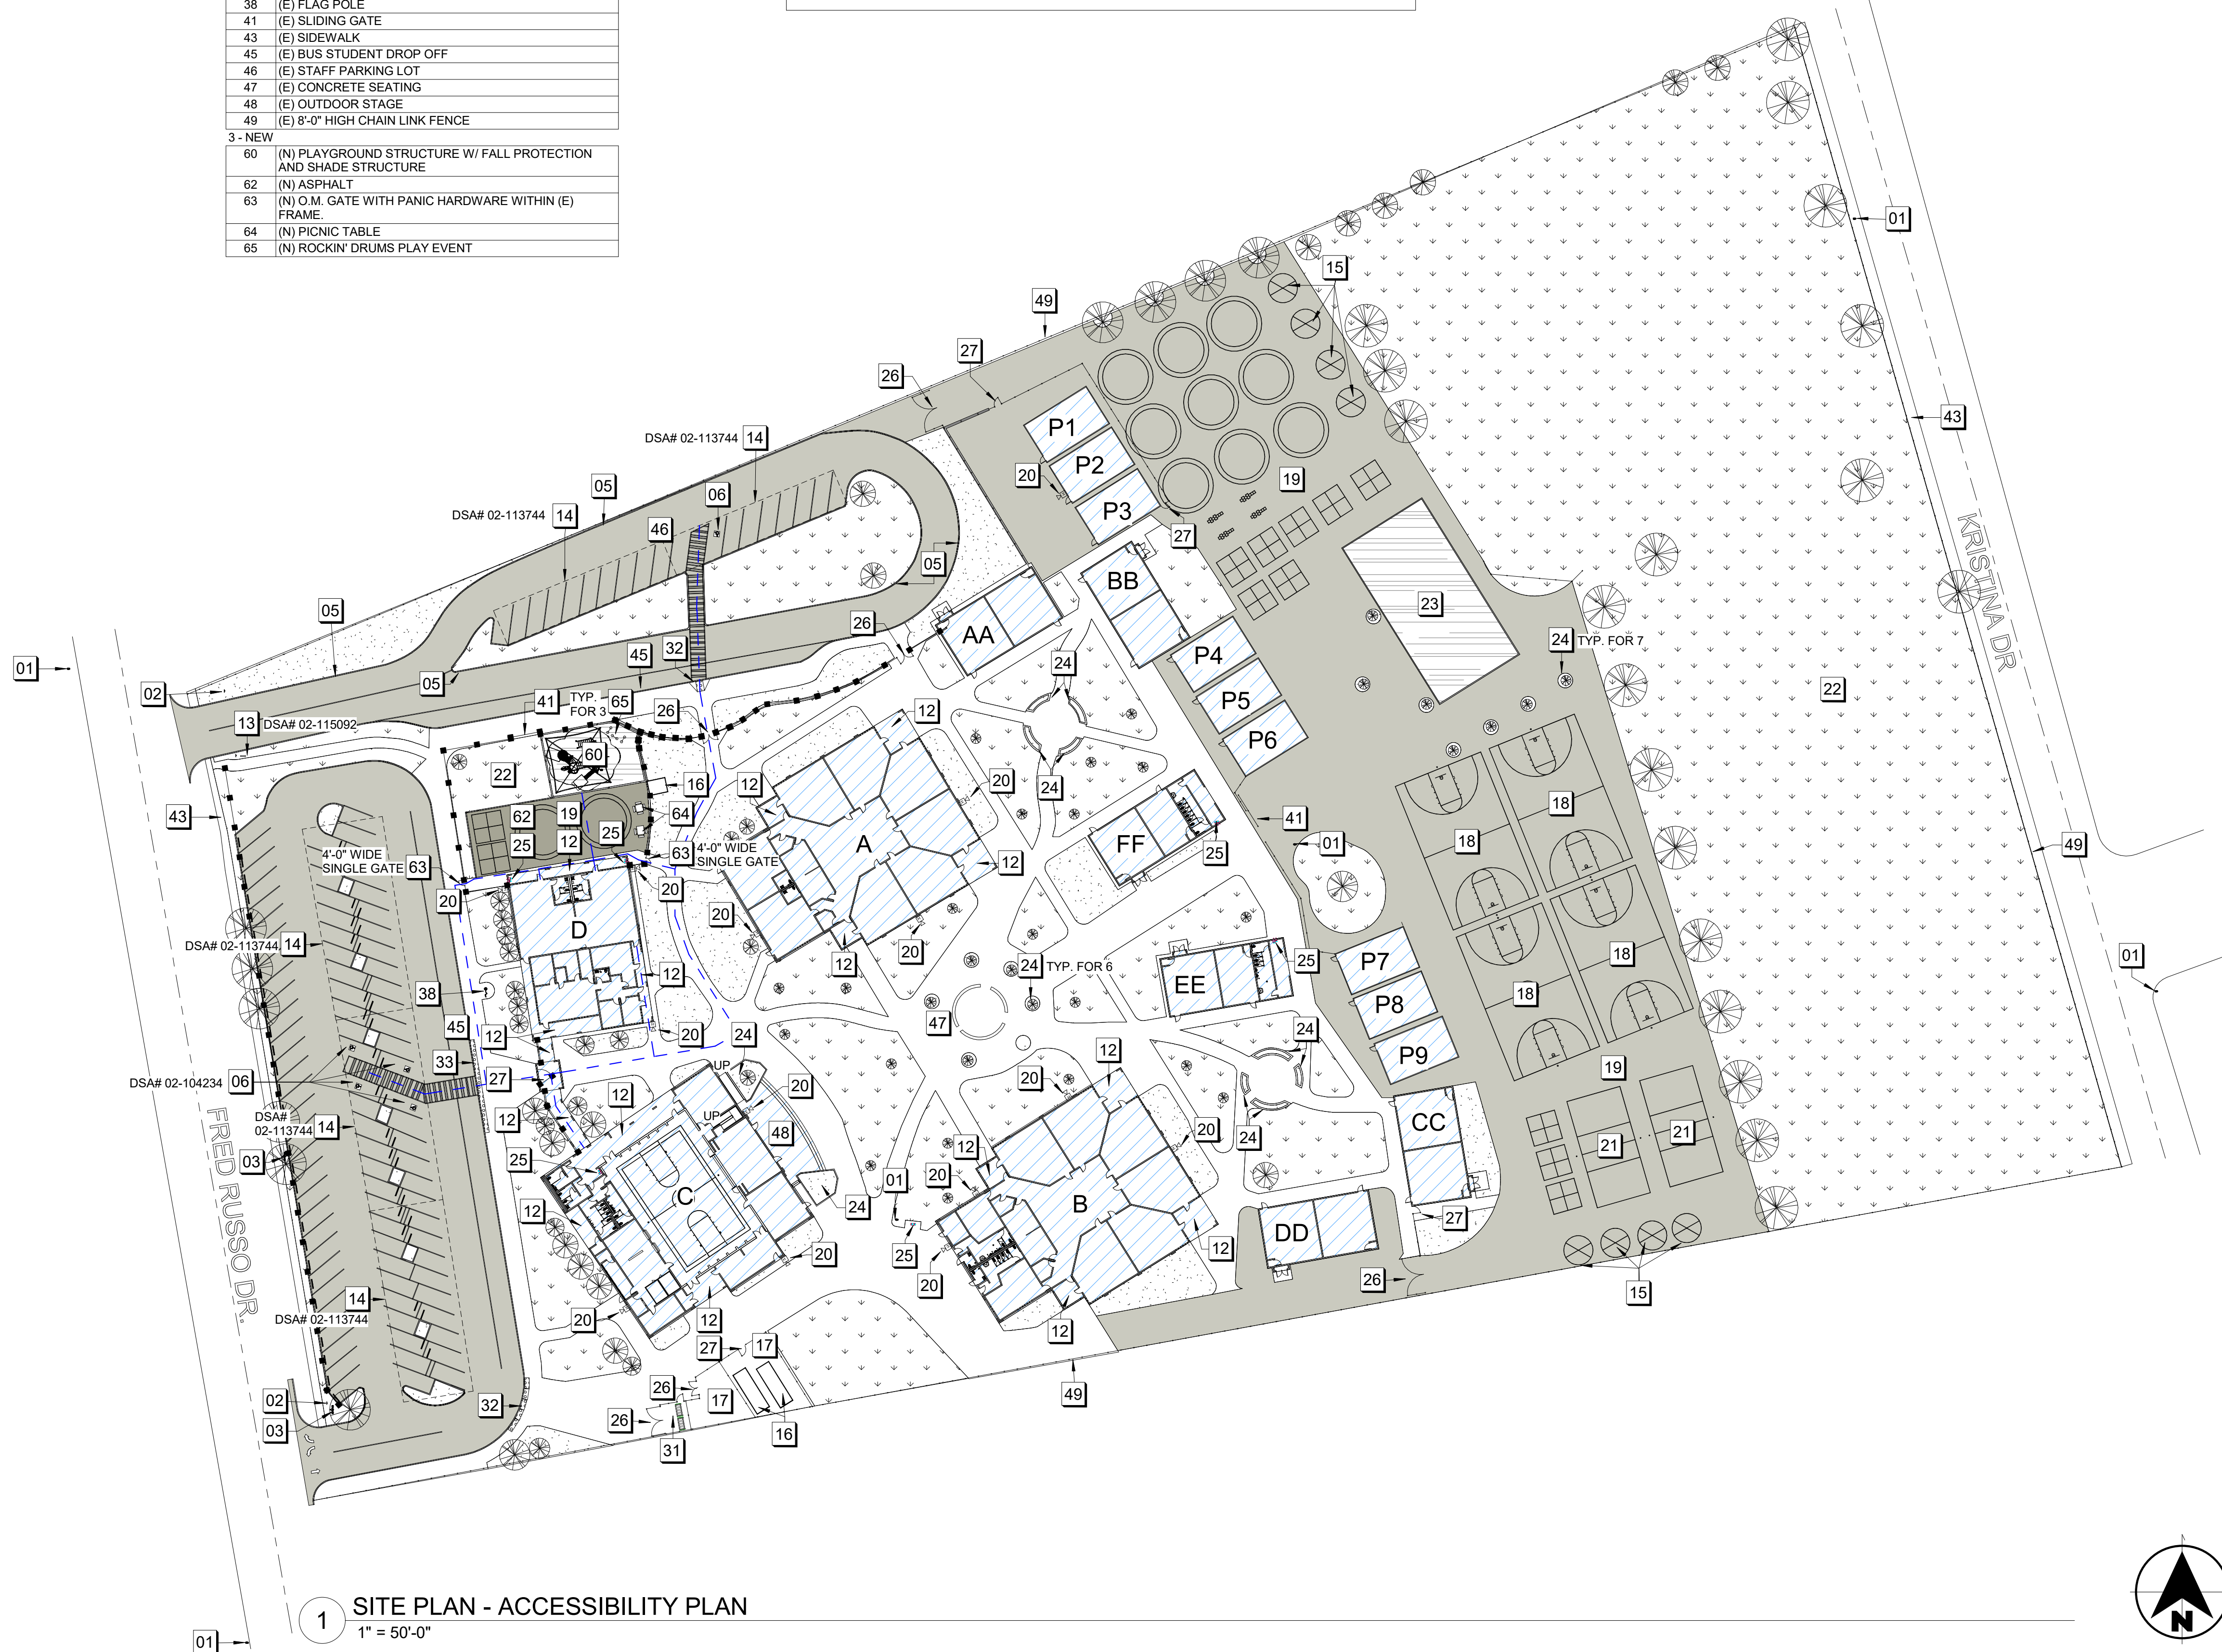 38 (E) FLAG POLE
41 (E) SLIDING GATE
43 (E) SIDEWALK
45 (E) BUS STUDENT DROP OFF
46 (E) STAFF PARKING LOT
47 (E) CONCRETE SEATING
48 (E) OUTDOOR STAGE
49 (E) 8'-0" HIGH CHAIN LINK FENCE
3 - NEW
60 (N) PLAYGROUND STRUCTURE W/ FALL PROTECTION
AND SHADE STRUCTURE
62 (N) ASPHALT
63 (N) O.M. GATE WITH PANIC HARDWARE WITHIN (E)
FRAME.
64 (N) PICNIC TABLE
65 (N) ROCKIN' DRUMS PLAY EVENT
01
15
49
27
26
43
P1
DSA# 02-113744 14
P2
20
19
05
06
P3
DSA# 02-113744 14
46
27
05
BB
KRISTINA DR
23
05
26
AA
24 TYP. FOR 7
32
45
P4
24
01
05
02
22
41
TYP.
FOR 3
65
P5
26
12
13 DSA# 02-115092
P6
60
22
24
16
12
20
18
43
62
19
64
41
25
12
25
18
01
A
FF
49
4'-0" WIDE
SINGLE GATE 63
63 4'-0" WIDE
SINGLE GATE
25
12
20
20
20
D
DSA# 02-113744 14
20
12
12
24 TYP. FOR 6
25
P7
18
01
12
38
EE
18
P8
47
45
12
20
24
24
P9
33
12
UP
19
27
20
20
DSA# 02-104234 06
12
UP
CC
DSA#
02-113744 14
12
48
20
21
21
24
FRED RUSSO DR.
12
03
25
20
01
C
24
B
12
27
12
DD
20
25
20
26
15
14
DSA# 02-113744
20
12
12
27
17
26
17
49
02
32
26
03
16
31
1 SITE PLAN - ACCESSIBILITY PLAN
1" = 50'-0"
01
N